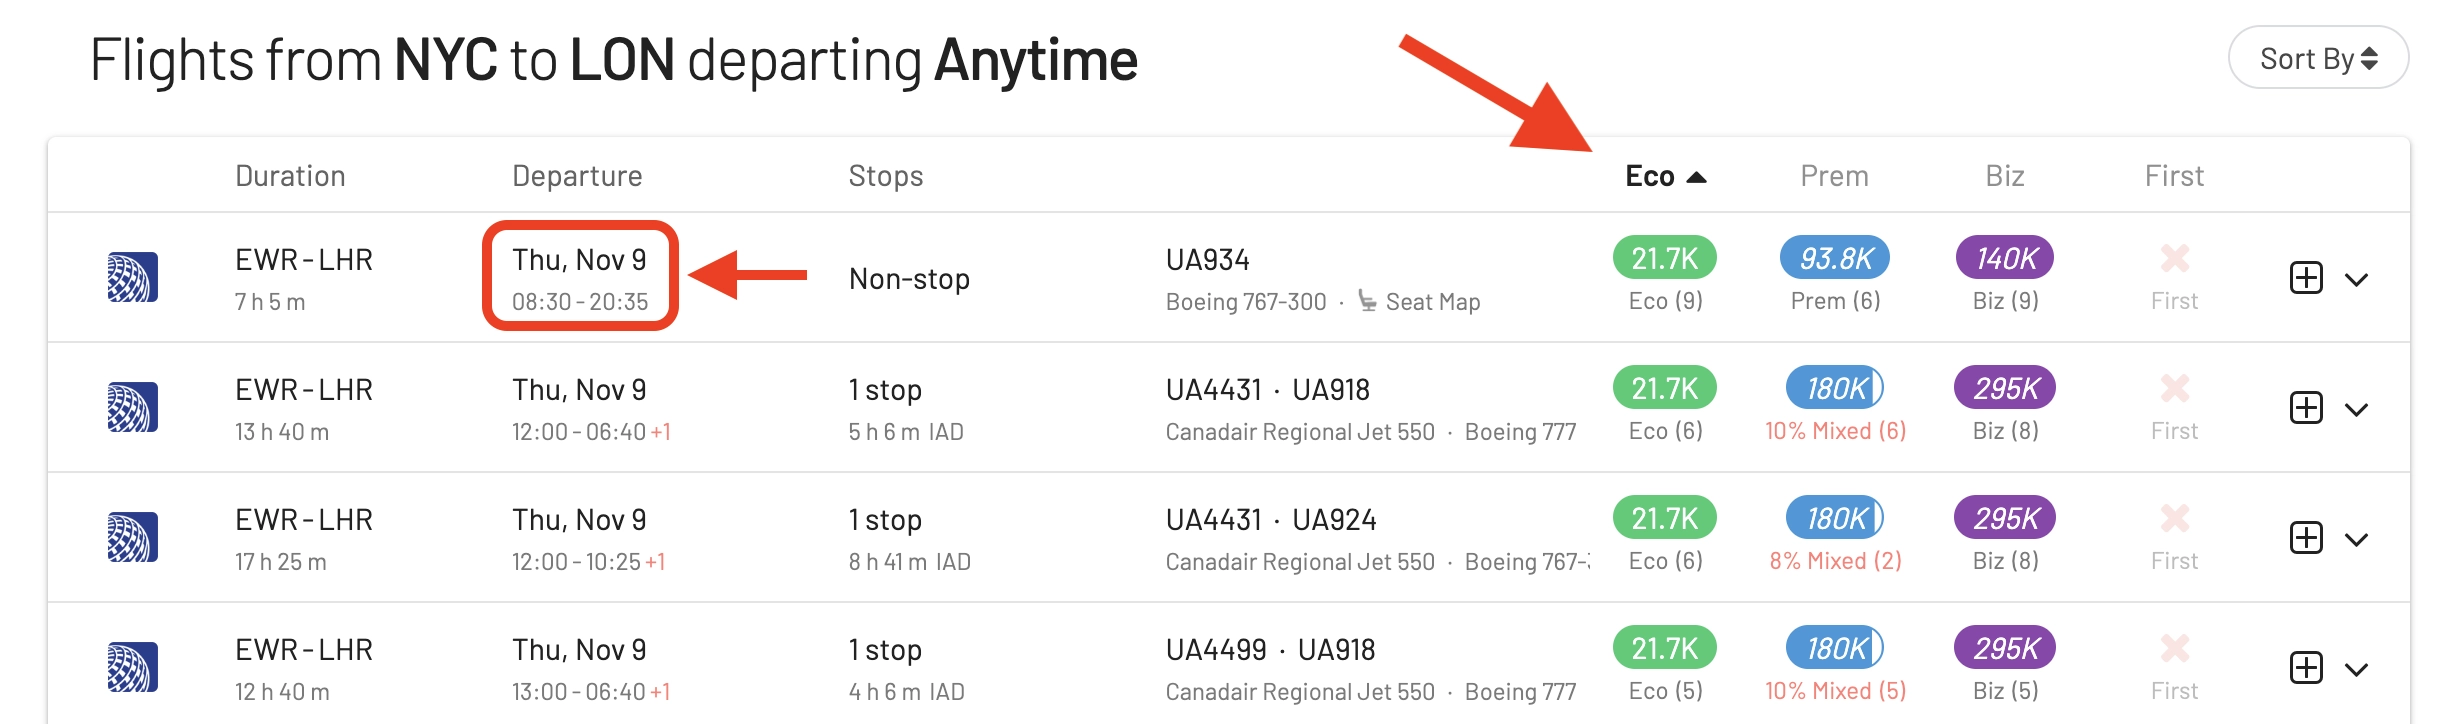 Flights from NYC to LON departing Anytime
Sort By
Duration Departure Stops Eco Prem Biz First
EWR - LHR Thu, Nov 9 Non-stop UA934 21.7K 93.8K 140K
7 h 5 m 08:30 - 20:35 Boeing 767-300 · Seat Map Eco (9) Prem (6) Biz (9) First
EWR - LHR Thu, Nov 9 1 stop UA4431 · UA918 21.7K 180K 295K
13 h 40 m 12:00 - 06:40 +1 5 h 6 m IAD Canadair Regional Jet 550 · Boeing 777 Eco (6) 10% Mixed (6) Biz (8) First
EWR - LHR Thu, Nov 9 1 stop UA4431 · UA924 21.7K 180K 295K
17 h 25 m 12:00 - 10:25 +1 8 h 41 m IAD Canadair Regional Jet 550 · Boeing 767- Eco (6) 8% Mixed (2) Biz (8) First
EWR - LHR Thu, Nov 9 1 stop UA4499 · UA918 21.7K 180K 295K
12 h 40 m 13:00 - 06:40 +1 4 h 6 m IAD Canadair Regional Jet 550 · Boeing 777 Eco (5) 10% Mixed (5) Biz (5) First